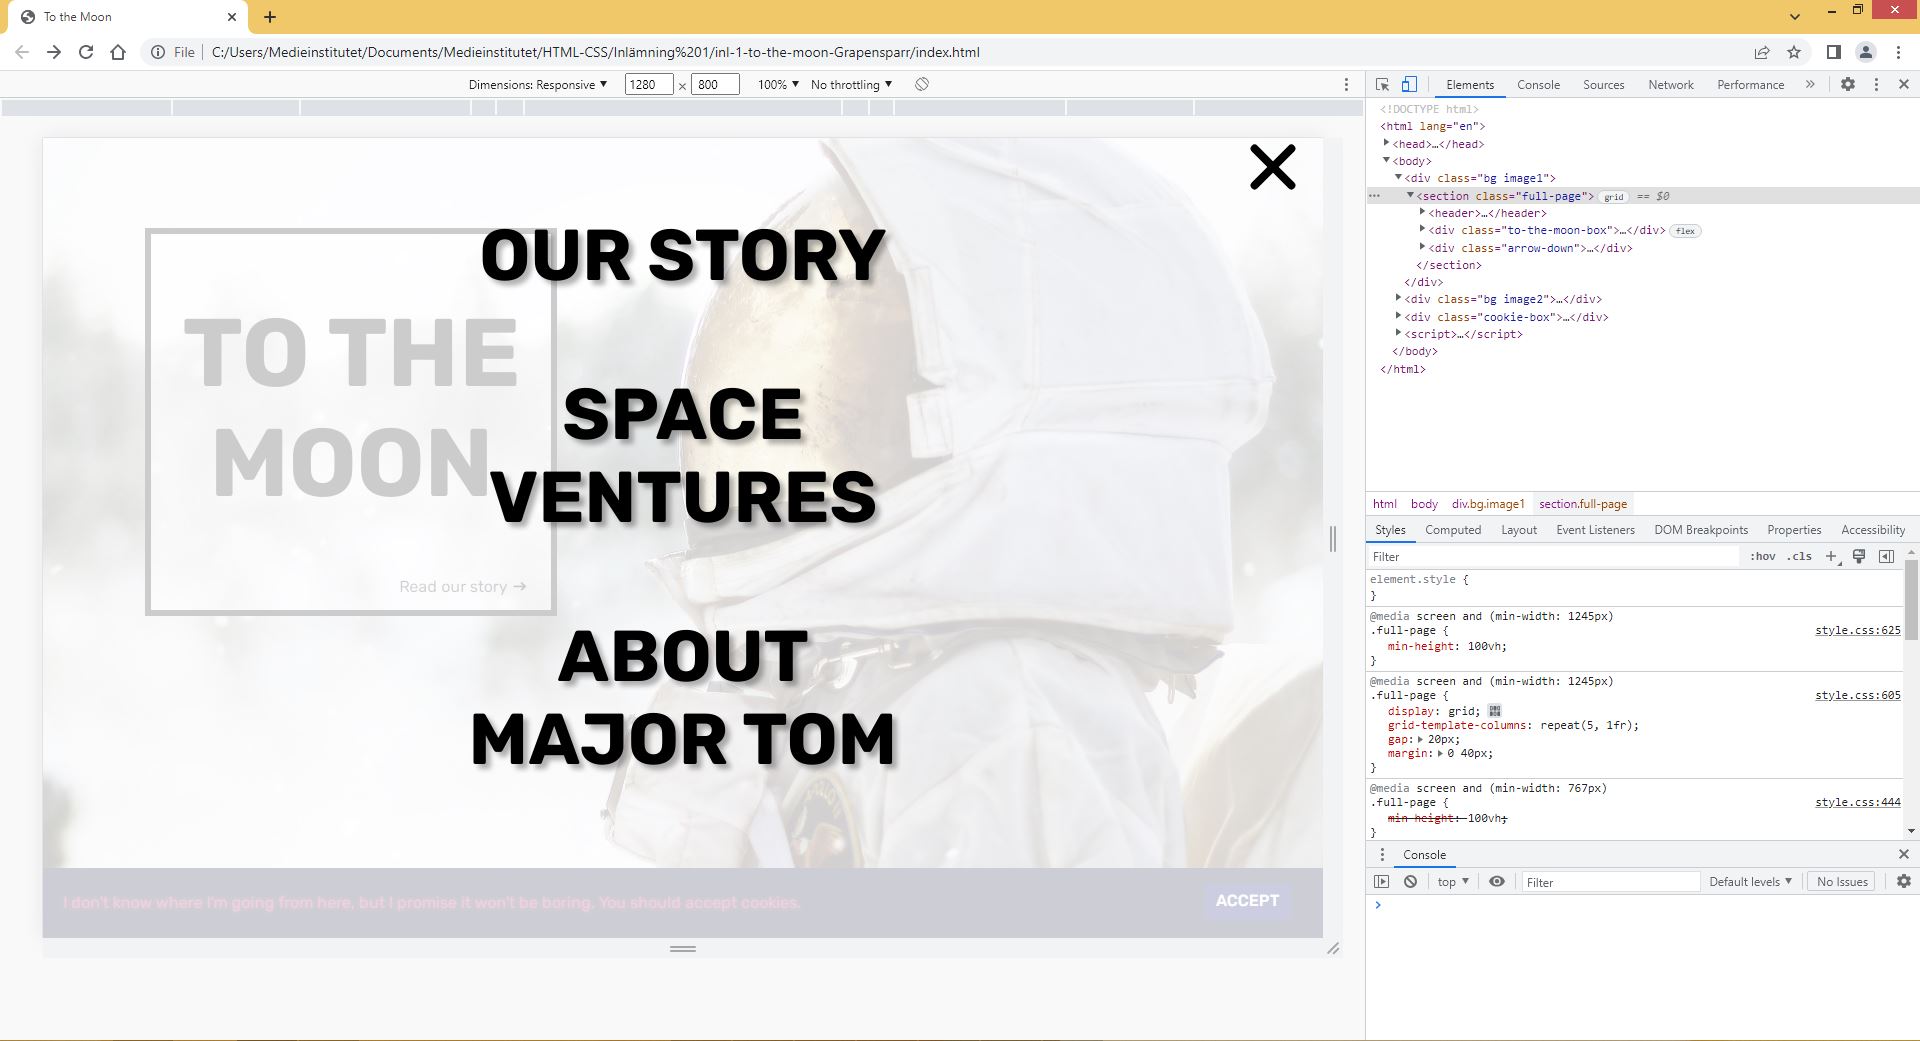 To the Moon
File
C:/Users/Medieinstitutet/Documents/Medieinstitutet/HTML-CSS/Inlämning%201/inl-1-to-the-moon-Grapensparr/index.html
Dimensions: Responsive ▼ 1280 × 800 100% ▼ No throttling ▼
OUR STORY
TO THE
MOON
SPACE
VENTURES
Read our story →
ABOUT
MAJOR TOM
I don't know where I'm going from here, but I promise it won't be boring. You should accept cookies.
ACCEPT
Elements Console Sources Network Performance »
<!DOCTYPE html>
<html lang="en">
<head>…</head>
<body>
<div class="bg image1">
<section class="full-page"> grid == $0
<header>…</header>
<div class="to-the-moon-box">…</div> flex
<div class="arrow-down">…</div>
</section>
</div>
<div class="bg image2">…</div>
<div class="cookie-box">…</div>
<script>…</script>
</body>
</html>
html body div.bg.image1 section.full-page
Styles Computed Layout Event Listeners DOM Breakpoints Properties Accessibility
Filter :hov .cls +
element.style {
}
@media screen and (min-width: 1245px)
.full-page { style.css:625
min-height: 100vh;
}
@media screen and (min-width: 1245px)
.full-page { style.css:605
display: grid;
grid-template-columns: repeat(5, 1fr);
gap: 20px;
margin: 0 40px;
}
@media screen and (min-width: 767px)
.full-page { style.css:444
min-height: 100vh;
}
Console
top ▼ Filter Default levels ▼ No Issues